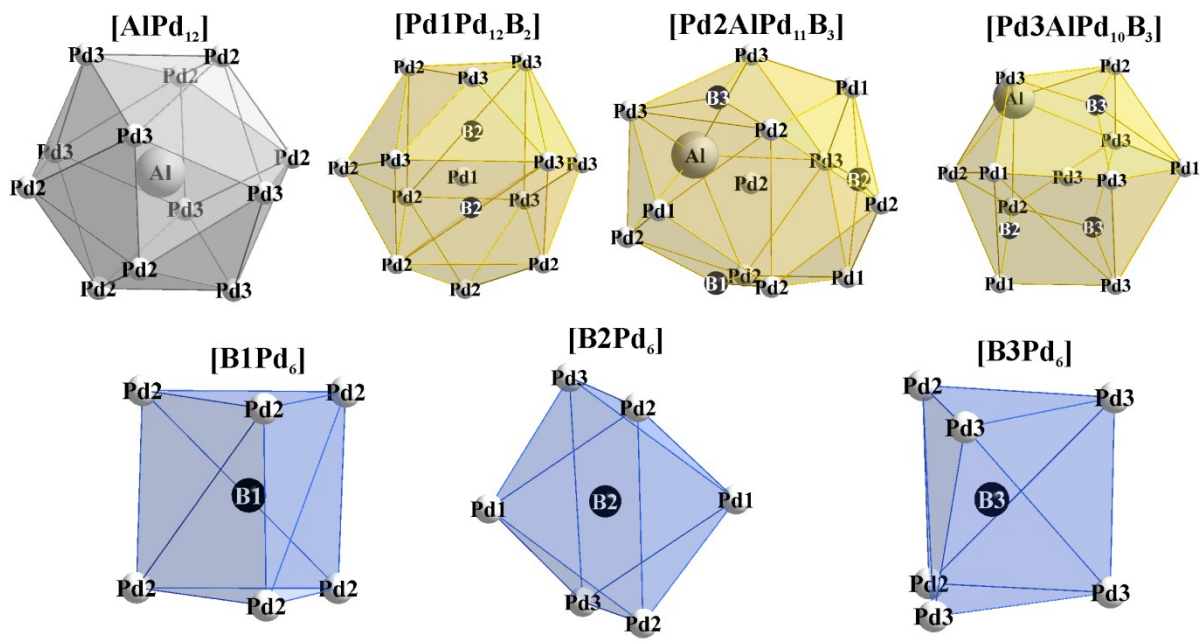 [AlPd₁₂]
Pd3
Pd2
Pd2
Pd3
Pd3
Al
Pd2
Pd2
Pd3
Pd3
Pd2
Pd2
Pd3
[Pd1Pd₁₂B₂]
Pd2
Pd3
Pd3
B2
Pd2
Pd3
Pd3
Pd3
Pd1
Pd2
B2
Pd3
Pd2
Pd2
Pd2
[Pd2AlPd₁₁B₃]
Pd3
Pd1
B3
Pd3
Pd2
Al
Pd3
Pd2
B2
Pd1
Pd2
Pd2
Pd2
B1
Pd2
Pd1
[Pd3AlPd₁₀B₃]
Pd3
Pd2
Al
B3
Pd3
Pd2
Pd1
Pd3
Pd3
Pd1
Pd2
B2
B3
Pd1
Pd3
[B1Pd₆]
Pd2
Pd2
Pd2
B1
Pd2
Pd2
Pd2
[B2Pd₆]
Pd3
Pd2
Pd1
B2
Pd1
Pd3
Pd2
[B3Pd₆]
Pd2
Pd3
Pd3
B3
Pd2
Pd3
Pd3